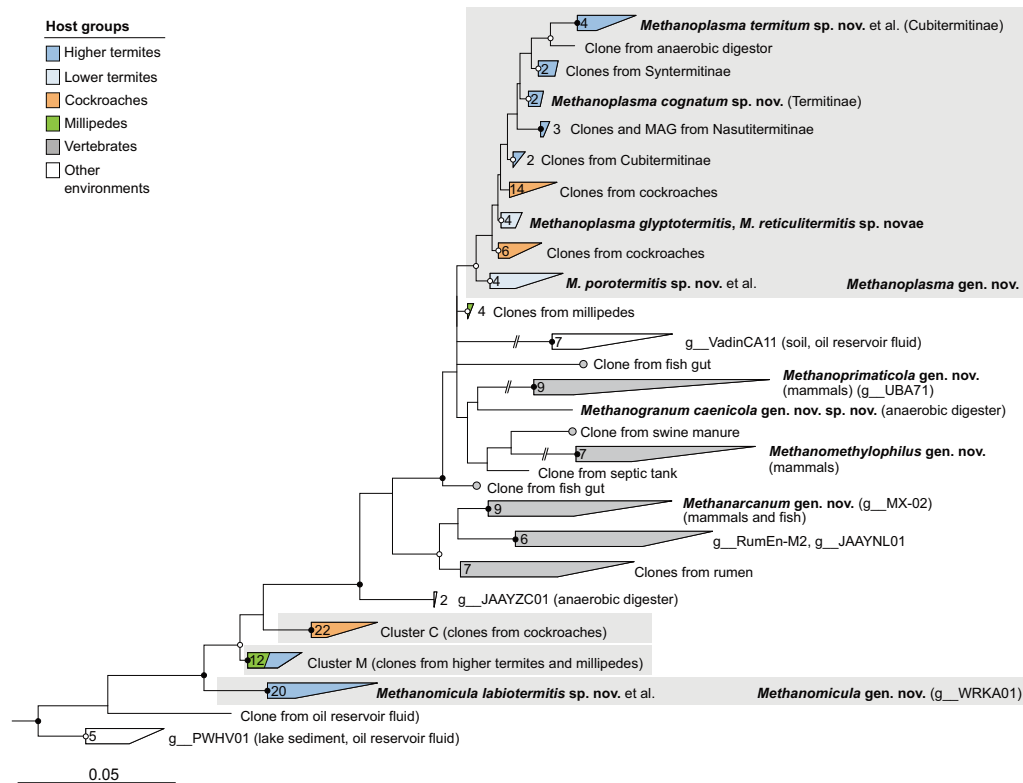 Host groups
Higher termites
Lower termites
Cockroaches
Millipedes
Vertebrates
Other
environments
4 Methanoplasma termitum sp. nov. et al. (Cubitermitinae)
Clone from anaerobic digestor
2 Clones from Syntermitinae
2 Methanoplasma cognatum sp. nov. (Termitinae)
3 Clones and MAG from Nasutitermitinae
2 Clones from Cubitermitinae
14 Clones from cockroaches
4 Methanoplasma glyptotermitis, M. reticulitermitis sp. novae
6 Clones from cockroaches
4 M. porotermitis sp. nov. et al. Methanoplasma gen. nov.
4 Clones from millipedes
7 g__VadinCA11 (soil, oil reservoir fluid)
Clone from fish gut
9 Methanoprimaticola gen. nov.
(mammals) (g__UBA71)
Methanogranum caenicola gen. nov. sp. nov. (anaerobic digester)
Clone from swine manure
7 Methanomethylophilus gen. nov.
(mammals)
Clone from septic tank
Clone from fish gut
9 Methanarcanum gen. nov. (g__MX-02)
(mammals and fish)
6 g__RumEn-M2, g__JAAYNL01
7 Clones from rumen
2 g__JAAYZC01 (anaerobic digester)
22 Cluster C (clones from cockroaches)
12 Cluster M (clones from higher termites and millipedes)
20 Methanomicula labiotermitis sp. nov. et al. Methanomicula gen. nov. (g__WRKA01)
Clone from oil reservoir fluid)
5 g__PWHV01 (lake sediment, oil reservoir fluid)
0.05